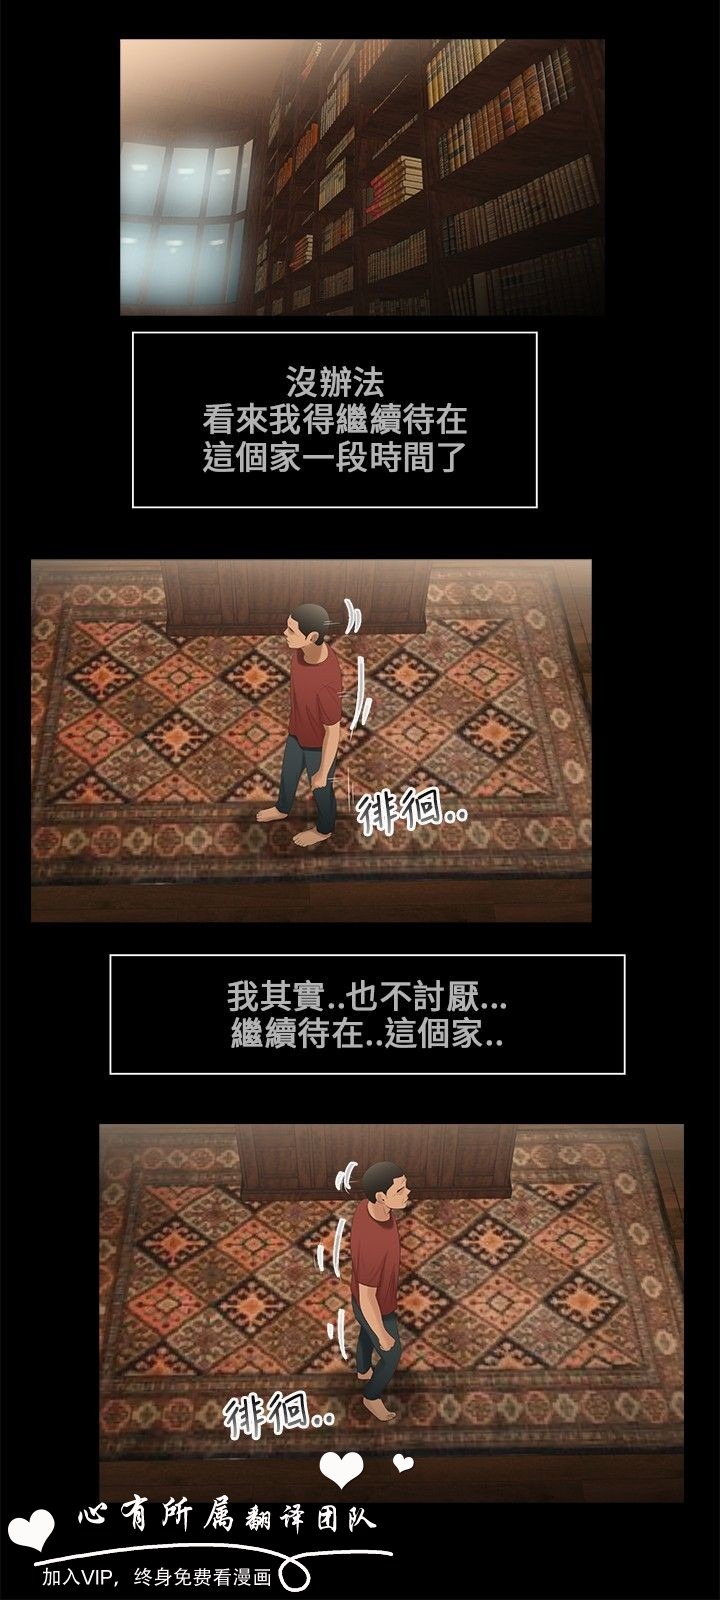 沒辦法
看來我得繼續待在
這個家一段時間了
徘徊..
我其實..也不討厭...
繼續待在..這個家..
徘徊..
心有所属翻译团队
加入VIP，终身免费看漫画